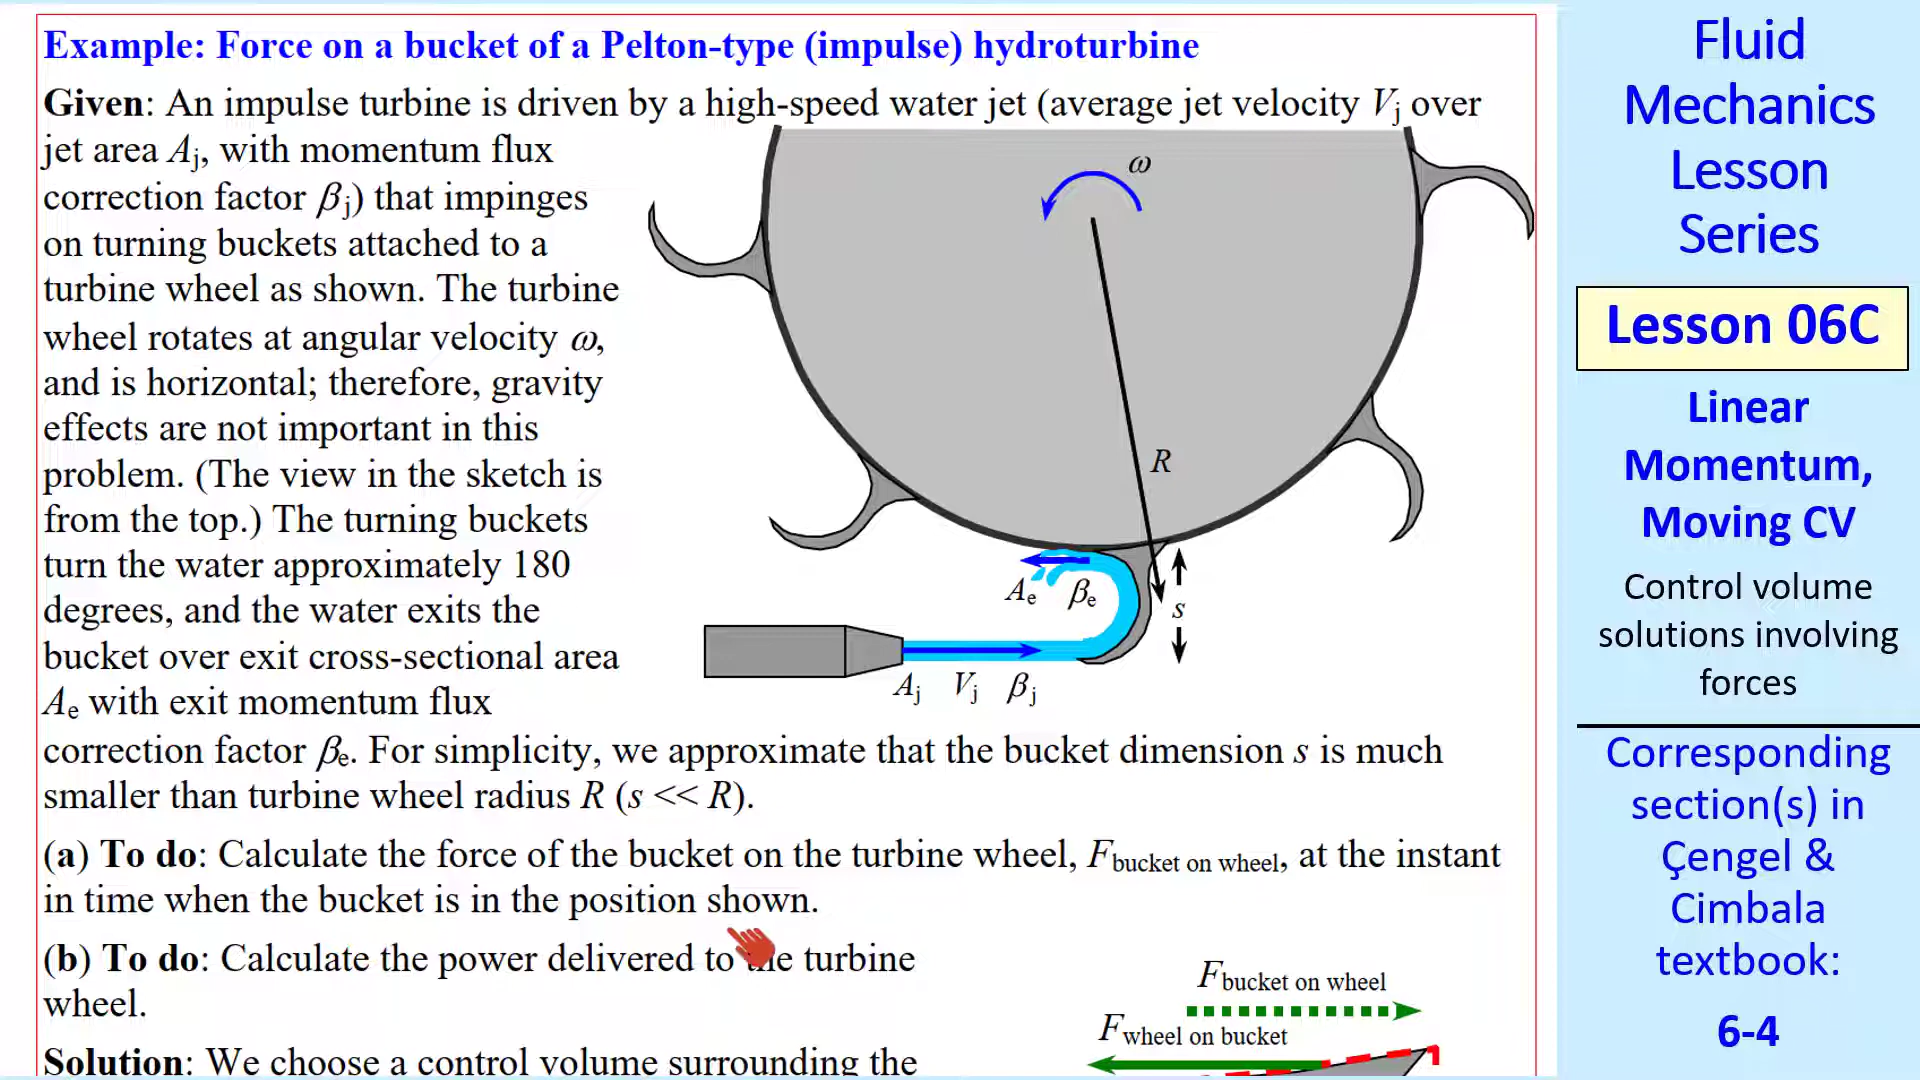 Example: Force on a bucket of a Pelton-type (impulse) hydroturbine
Given: An impulse turbine is driven by a high-speed water jet (average jet velocity Vj over
jet area Aj, with momentum flux
correction factor βj) that impinges
on turning buckets attached to a
turbine wheel as shown. The turbine
wheel rotates at angular velocity ω,
and is horizontal; therefore, gravity
effects are not important in this
problem. (The view in the sketch is
from the top.) The turning buckets
turn the water approximately 180
degrees, and the water exits the
bucket over exit cross-sectional area
Ae with exit momentum flux
correction factor βe. For simplicity, we approximate that the bucket dimension s is much
smaller than turbine wheel radius R (s << R).
ω
R
Ae βe
s
Aj Vj βj
(a) To do: Calculate the force of the bucket on the turbine wheel, Fbucket on wheel, at the instant
in time when the bucket is in the position shown.
(b) To do: Calculate the power delivered to the turbine
wheel.
Solution: We choose a control volume surrounding the
Fbucket on wheel
Fwheel on bucket
Fluid
Mechanics
Lesson
Series
Lesson 06C
Linear
Momentum,
Moving CV
Control volume
solutions involving
forces
Corresponding
section(s) in
Çengel &
Cimbala
textbook:
6-4